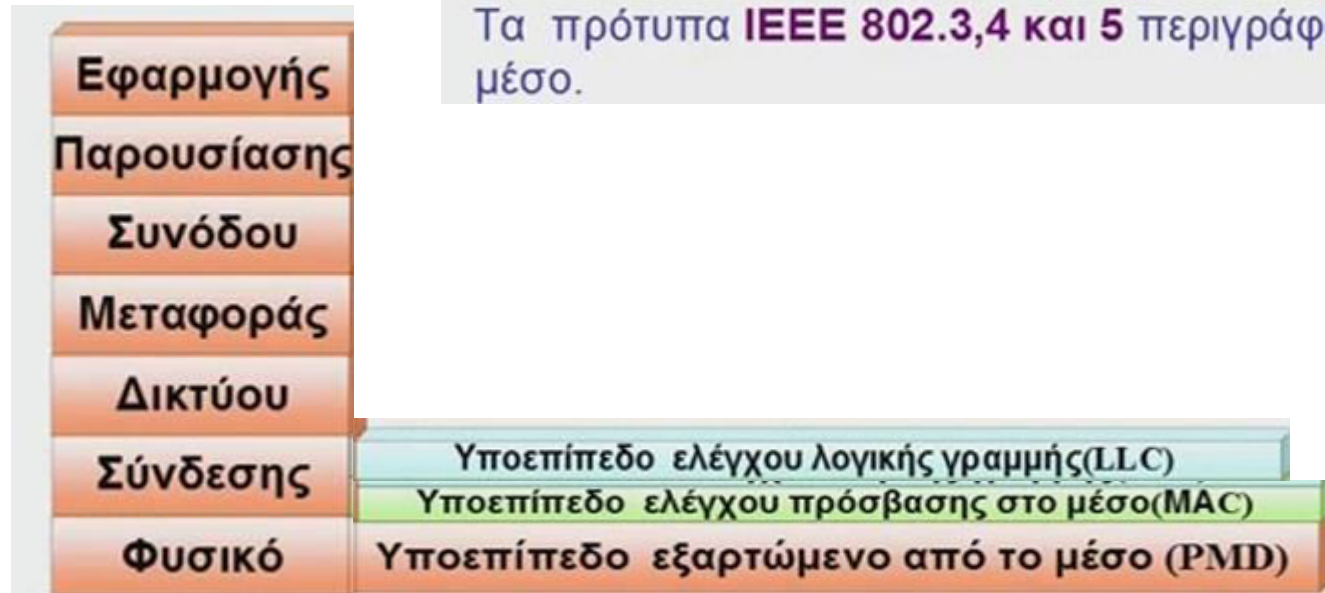 Τα πρότυπα IEEE 802.3,4 και 5 περιγράφ
μέσο.
Εφαρμογής
Παρουσίασης
Συνόδου
Μεταφοράς
Δικτύου
Σύνδεσης
Υποεπίπεδο ελέγχου λογικής γραμμής(LLC)
Υποεπίπεδο ελέγχου πρόσβασης στο μέσο(MAC)
Φυσικό
Υποεπίπεδο εξαρτώμενο από το μέσο (PMD)